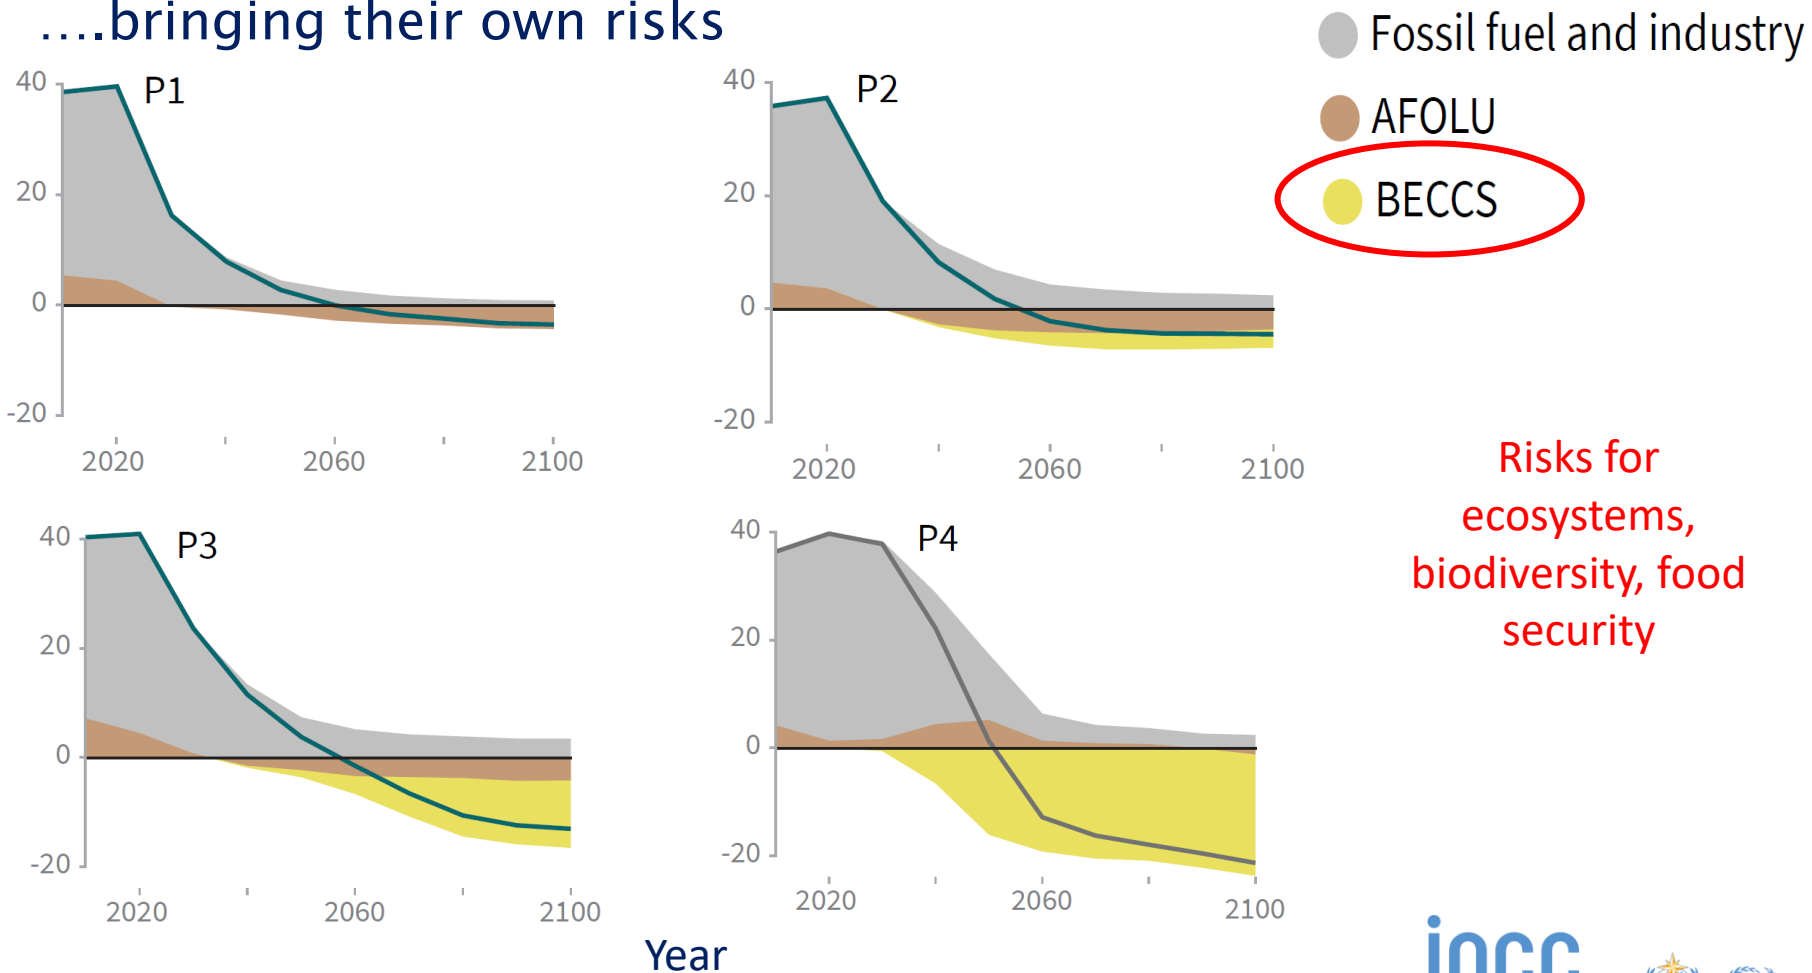 ....bringing their own risks
Fossil fuel and industry
AFOLU
BECCS
P1
40
20
0
-20
2020
2060
2100
P2
40
20
0
-20
2020
2060
2100
Risks for
ecosystems,
biodiversity, food
security
P3
40
20
0
-20
2020
2060
2100
P4
40
20
0
-20
2020
2060
2100
Year
ipcc